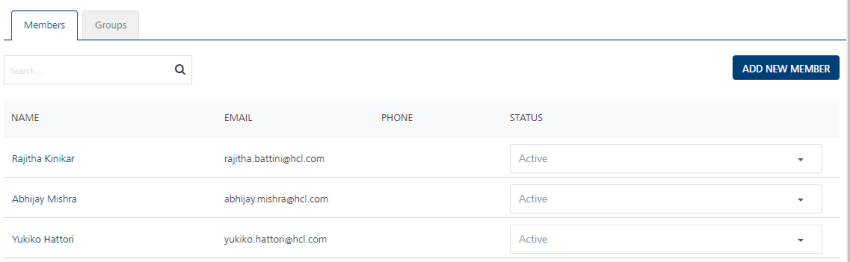 Members Groups
Search... ADD NEW MEMBER
NAME EMAIL PHONE STATUS
Rajitha Kinikar rajitha.battini@hcl.com Active
Abhijay Mishra abhijay.mishra@hcl.com Active
Yukiko Hattori yukiko.hattori@hcl.com Active